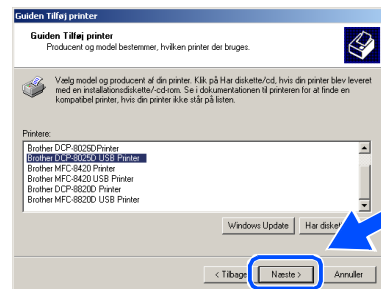 Guiden Tilføj printer
Guiden Tilføj printer
Producent og model bestemmer, hvilken printer der bruges.
Vælg model og producent af din printer. Klik på Har diskette/cd, hvis din printer blev leveret
med en installationsdiskette/-cd-rom. Se i dokumentationen til printeren for at finde en
kompatibel printer, hvis din printer ikke står på listen.
Printere:
Brother DCP-8025DPrinter
Brother DCP-8025D USB Printer
Brother MFC-8420 Printer
Brother MFC-8420 USB Printer
Brother MFC-8820D Printer
Brother MFC-8820D USB Printer
Windows Update Har diskett
< Tilbage Næste > Annuller